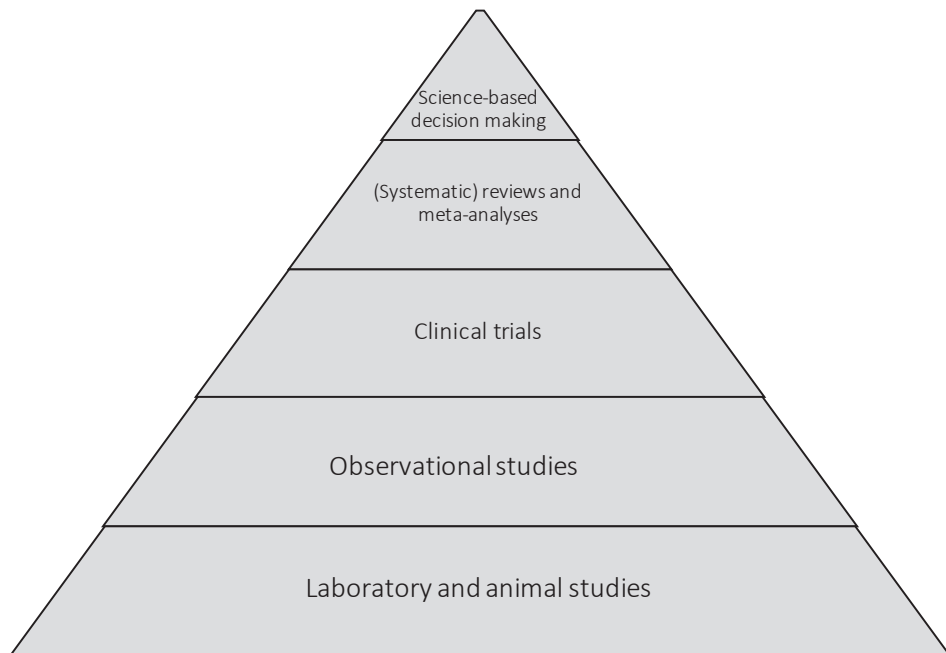 Science-based
decision making
(Systematic) reviews and
meta-analyses
Clinical trials
Observational studies
Laboratory and animal studies